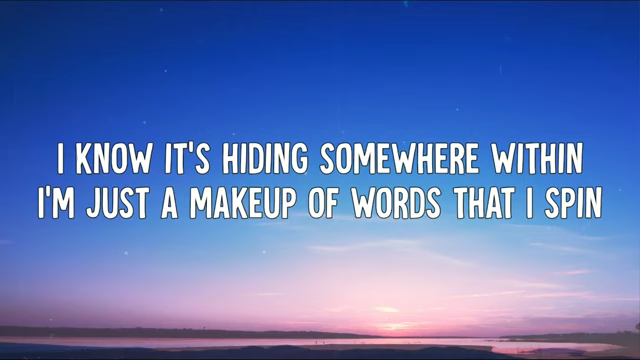 I KNOW IT'S HIDING SOMEWHERE WITHIN
I'M JUST A MAKEUP OF WORDS THAT I SPIN